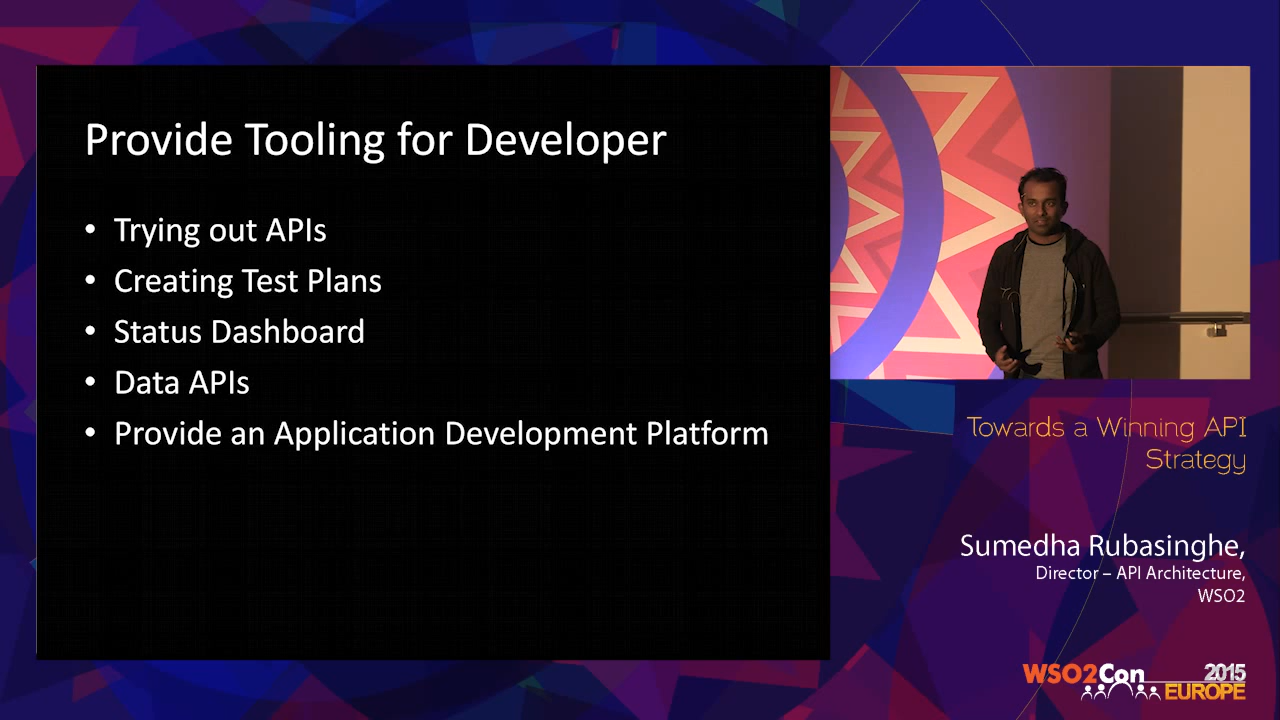 Provide Tooling for Developer
• Trying out APIs
• Creating Test Plans
• Status Dashboard
• Data APIs
• Provide an Application Development Platform
Towards a Winning API
Strategy
Sumedha Rubasinghe,
Director – API Architecture,
WSO2
WSO2Con 2015
EUROPE